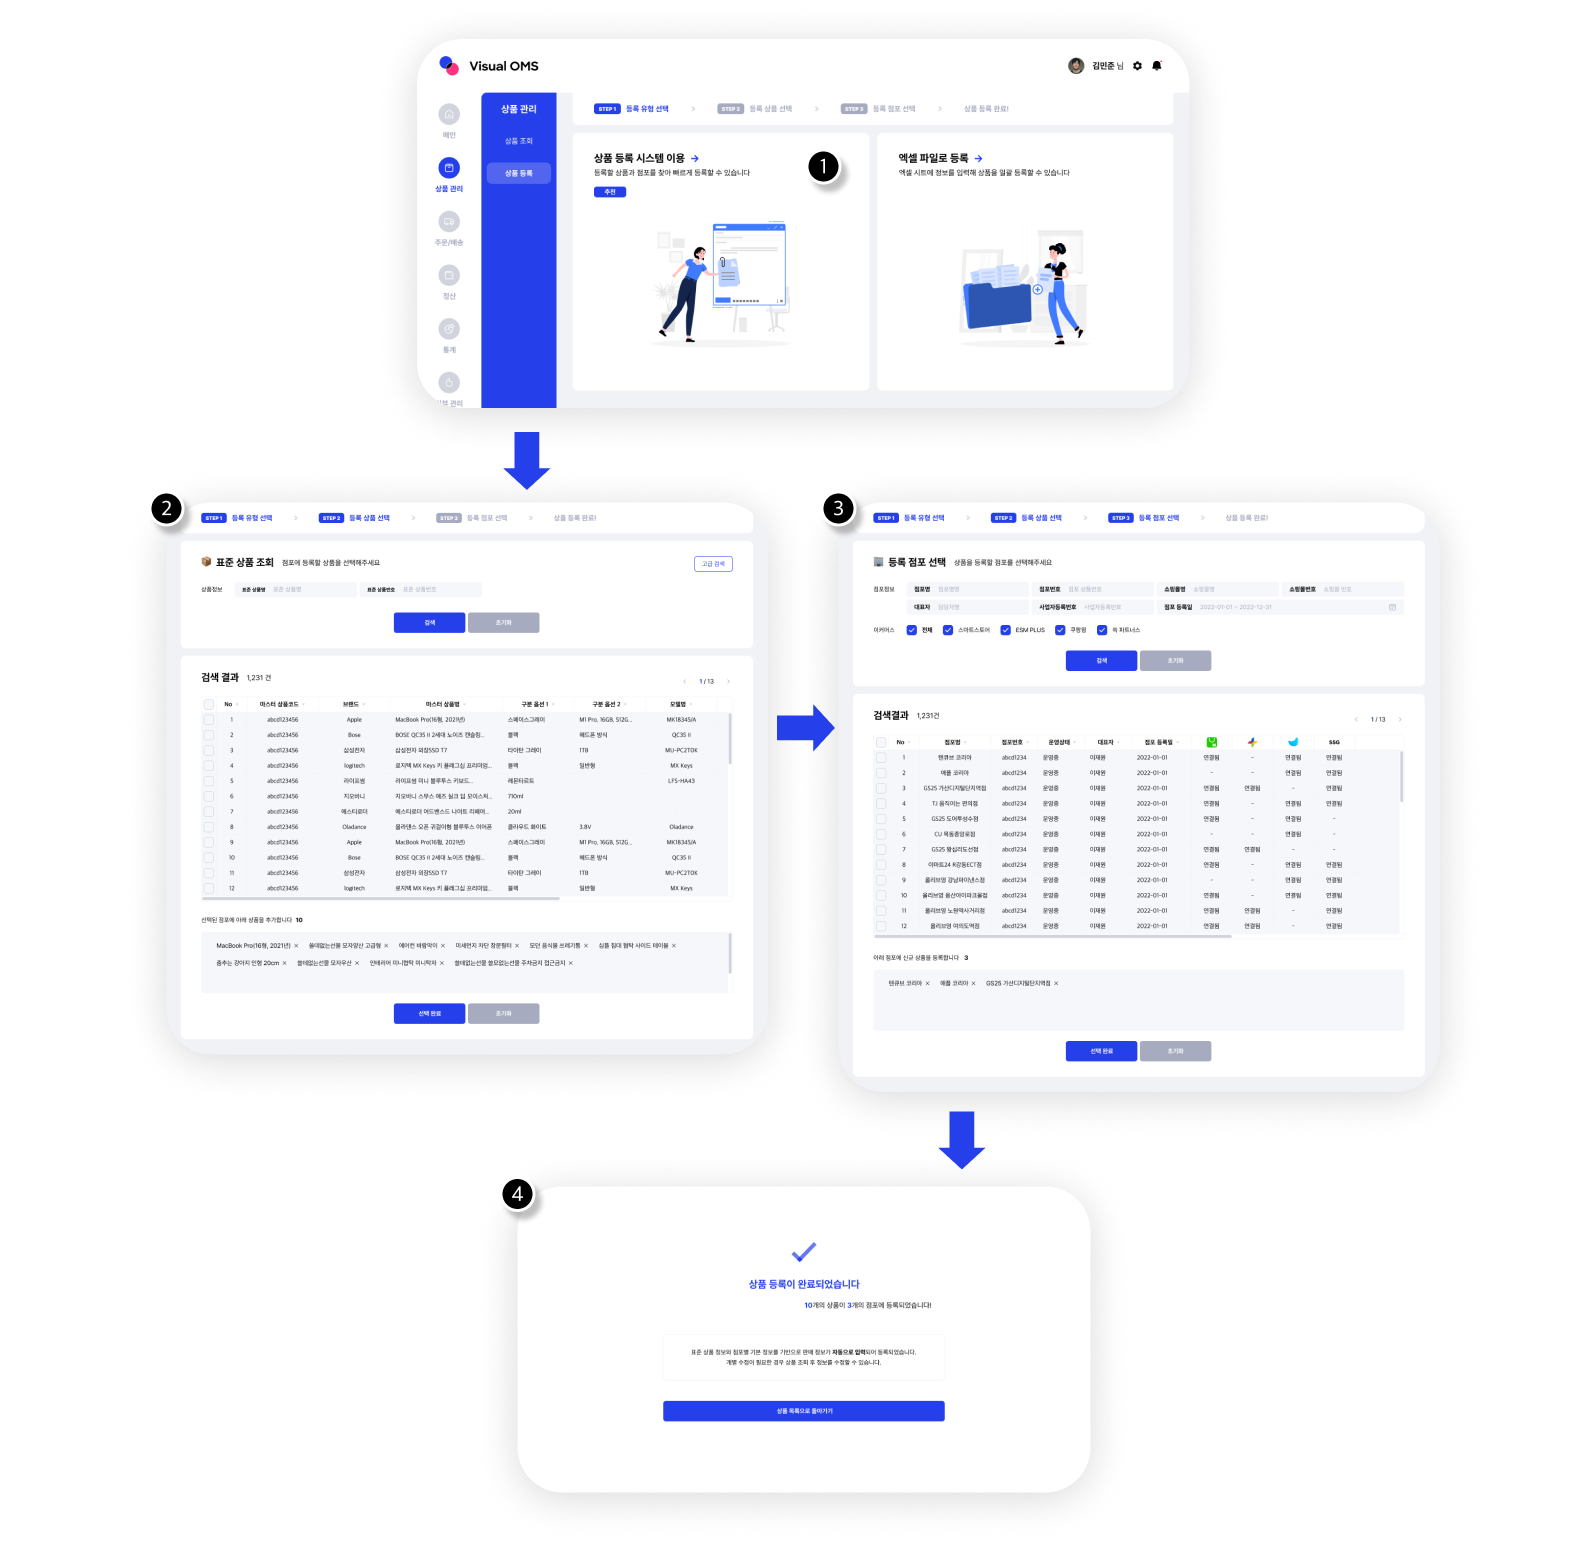 Visual OMS
김민준 님
메인
상품 관리
주문/배송
정산
통계
관리
상품 관리
상품 조회
상품 등록
STEP 1 등록 유형 선택 > STEP 2 등록 상품 선택 > STEP 3 등록 점포 선택 > 상품 등록 완료!
상품 등록 시스템 이용 →
등록할 상품과 점포를 찾아 빠르게 등록할 수 있습니다
추천
1
엑셀 파일로 등록 →
엑셀 시트에 정보를 입력해 상품을 일괄 등록할 수 있습니다
2
STEP 1 등록 유형 선택 > STEP 2 등록 상품 선택 > STEP 3 등록 점포 선택 > 상품 등록 완료!
표준 상품 조회 점포에 등록할 상품을 선택해주세요
고급 검색
상품정보 표준 상품명 표준 상품명 표준 상품번호 표준 상품번호
검색 초기화
검색 결과 1,231 건
< 1 / 13 >
No 마스터 상품코드 브랜드 마스터 상품명 구분 옵션 1 구분 옵션 2 모델명
1 abcd123456 Apple MacBook Pro(16형, 2021년) 스페이스그레이 M1 Pro, 16GB, 512G... MK18345/A
2 abcd123456 Bose BOSE QC35 II 2세대 노이즈 캔슬링... 블랙 헤드폰 방식 QC35 II
3 abcd123456 삼성전자 삼성전자 외장SSD T7 타이탄 그레이 1TB MU-PC2T0K
4 abcd123456 logitech 로지텍 MX Keys 키 플래그십 프리미엄... 블랙 일반형 MX Keys
5 abcd123456 라이프썸 라이프썸 미니 블루투스 키보드... 레몬타르트 LFS-HA43
6 abcd123456 지오바니 지오바니 스무스 애즈 실크 딥 모이스쳐... 710ml
7 abcd123456 에스티로더 에스티로더 어드밴스드 나이트 리페어... 20ml
8 abcd123456 Oladance 올라댄스 오픈 귀걸이형 블루투스 이어폰 클라우드 화이트 3.8V Oladance
9 abcd123456 Apple MacBook Pro(16형, 2021년) 스페이스그레이 M1 Pro, 16GB, 512G... MK18345/A
10 abcd123456 Bose BOSE QC35 II 2세대 노이즈 캔슬링... 블랙 헤드폰 방식 QC35 II
11 abcd123456 삼성전자 삼성전자 외장SSD T7 타이탄 그레이 1TB MU-PC2T0K
12 abcd123456 logitech 로지텍 MX Keys 키 플래그십 프리미엄... 블랙 일반형 MX Keys
선택된 점포에 아래 상품을 추가합니다 10
MacBook Pro(16형, 2021년) × 쓸데없는선물 모자양산 고급형 × 에어컨 바람막이 × 미세먼지 차단 창문필터 × 모던 음식물 쓰레기통 × 심플 침대 협탁 사이드 테이블 ×
춤추는 강아지 인형 20cm × 쓸데없는선물 모자우산 × 인테리어 미니협탁 미니탁자 × 쓸데없는선물 쓸모없는선물 주차금지 접근금지 ×
선택 완료 초기화
3
STEP 1 등록 유형 선택 > STEP 2 등록 상품 선택 > STEP 3 등록 점포 선택 > 상품 등록 완료!
등록 점포 선택 상품을 등록할 점포를 선택해주세요
점포정보 점포명 점포명 점포번호 점포 상품번호 쇼핑몰명 쇼핑몰명 쇼핑몰번호 쇼핑몰 번호
대표자 담당자명 사업자등록번호 사업자등록번호 점포 등록일 2022-01-01 ~ 2022-12-31
이커머스 전체 스마트스토어 ESM PLUS 쿠팡윙 쓱 파트너스
검색 초기화
검색결과 1,231건
< 1 / 13 >
No 점포명 점포번호 운영상태 대표자 점포 등록일 SSG
1 텐큐브 코리아 abcd1234 운영중 이재원 2022-01-01 연결됨 - 연결됨 연결됨
2 애플 코리아 abcd1234 운영중 이재원 2022-01-01 - - 연결됨 연결됨
3 GS25 가산디지털단지역점 abcd1234 운영중 이재원 2022-01-01 연결됨 연결됨 - 연결됨
4 TJ 움직이는 편의점 abcd1234 운영중 이재원 2022-01-01 연결됨 - 연결됨 연결됨
5 GS25 도어투성수점 abcd1234 운영중 이재원 2022-01-01 연결됨 - 연결됨 -
6 CU 목동중앙로점 abcd1234 운영중 이재원 2022-01-01 - - 연결됨 -
7 GS25 왕십리도선점 abcd1234 운영중 이재원 2022-01-01 연결됨 연결됨 - -
8 이마트24 R강동ECT점 abcd1234 운영중 이재원 2022-01-01 연결됨 - 연결됨 연결됨
9 올리브영 강남파이낸스점 abcd1234 운영중 이재원 2022-01-01 - - 연결됨 연결됨
10 올리브영 용산아이파크몰점 abcd1234 운영중 이재원 2022-01-01 연결됨 - 연결됨 연결됨
11 올리브영 노원역사거리점 abcd1234 운영중 이재원 2022-01-01 연결됨 연결됨 - 연결됨
12 올리브영 여의도역점 abcd1234 운영중 이재원 2022-01-01 연결됨 - 연결됨 연결됨
아래 점포에 신규 상품을 등록합니다 3
텐큐브 코리아 × 애플 코리아 × GS25 가산디지털단지역점 ×
선택 완료 초기화
4
상품 등록이 완료되었습니다
10개의 상품이 3개의 점포에 등록되었습니다!
표준 상품 정보와 점포별 기본 정보를 기반으로 판매 정보가 자동으로 입력되어 등록되었습니다.
개별 수정이 필요한 경우 상품 조회 후 정보를 수정할 수 있습니다.
상품 목록으로 돌아가기